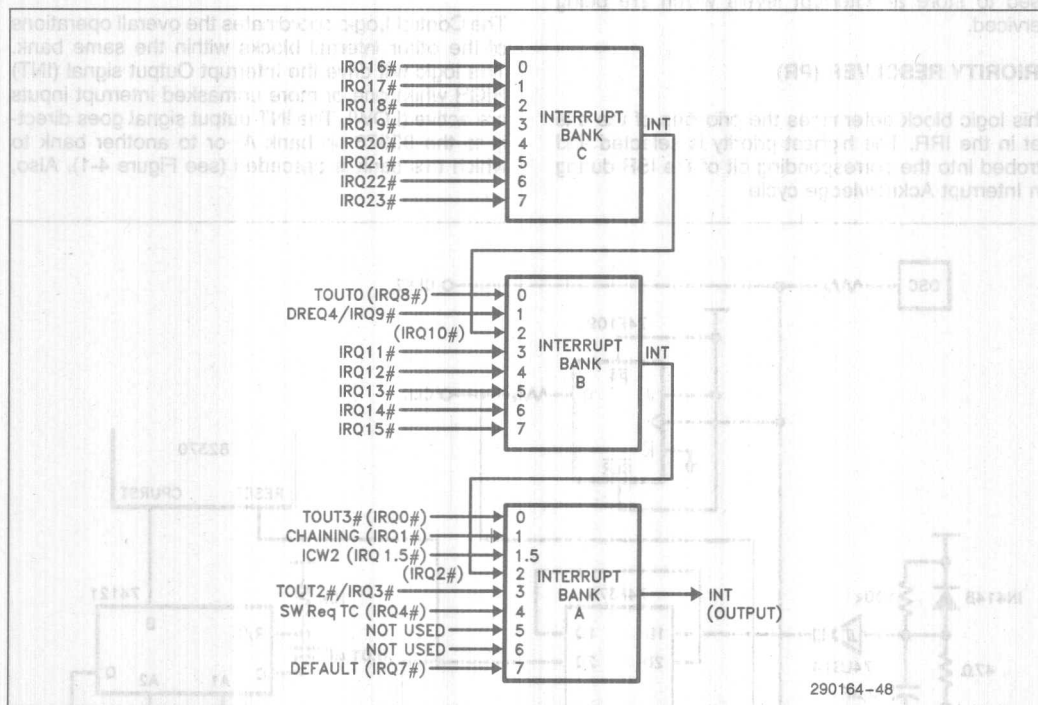 IRQ16#
IRQ17#
IRQ18#
IRQ19#
IRQ20#
IRQ21#
IRQ22#
IRQ23#
0
1
2
3
4
5
6
7
INTERRUPT
BANK
C
INT
TOUT0 (IRQ8#)
DREQ4/IRQ9#
(IRQ10#)
IRQ11#
IRQ12#
IRQ13#
IRQ14#
IRQ15#
0
1
2
3
4
5
6
7
INTERRUPT
BANK
B
INT
TOUT3# (IRQ0#)
CHAINING (IRQ1#)
ICW2 (IRQ 1.5#)
(IRQ2#)
TOUT2#/IRQ3#
SW Req TC (IRQ4#)
NOT USED
NOT USED
DEFAULT (IRQ7#)
0
1
1.5
2
3
4
5
6
7
INTERRUPT
BANK
A
INT
(OUTPUT)
290164-48